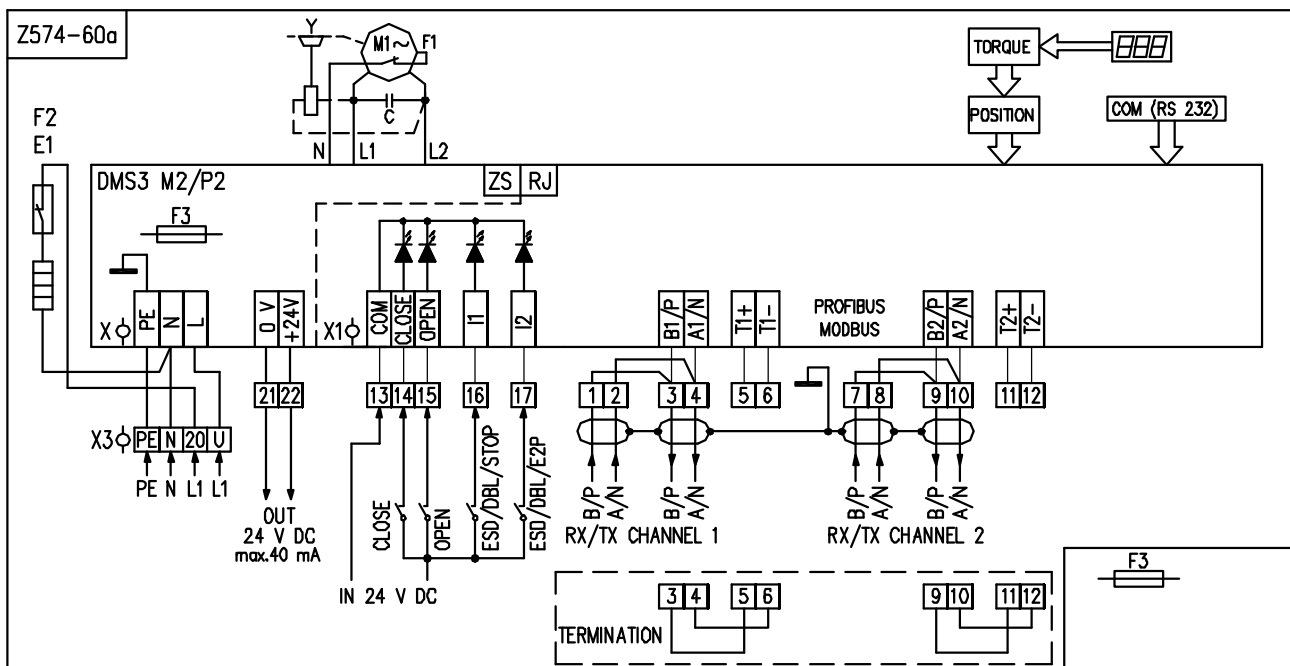 Z574-60a
Y
M1~
F1
C
N
L1
L2
TORQUE
POSITION
COM (RS 232)
F2
E1
DMS3 M2/P2
ZS RJ
F3
X
PE
N
L
0 V
+24V
X1
COM
CLOSE
OPEN
I1
I2
B1/P
A1/N
T1+
T1-
PROFIBUS
MODBUS
B2/P
A2/N
T2+
T2-
21 22
13 14 15
16
17
1 2
3 4
5 6
7 8
9 10
11 12
X3
PE N 20 U
PE N L1 L1
OUT
24 V DC
max.40 mA
CLOSE
OPEN
ESD/DBL/STOP
ESD/DBL/E2P
IN 24 V DC
B/P
A/N
B/P
A/N
RX/TX CHANNEL 1
B/P
A/N
B/P
A/N
RX/TX CHANNEL 2
TERMINATION
3 4
5 6
9 10
11 12
F3